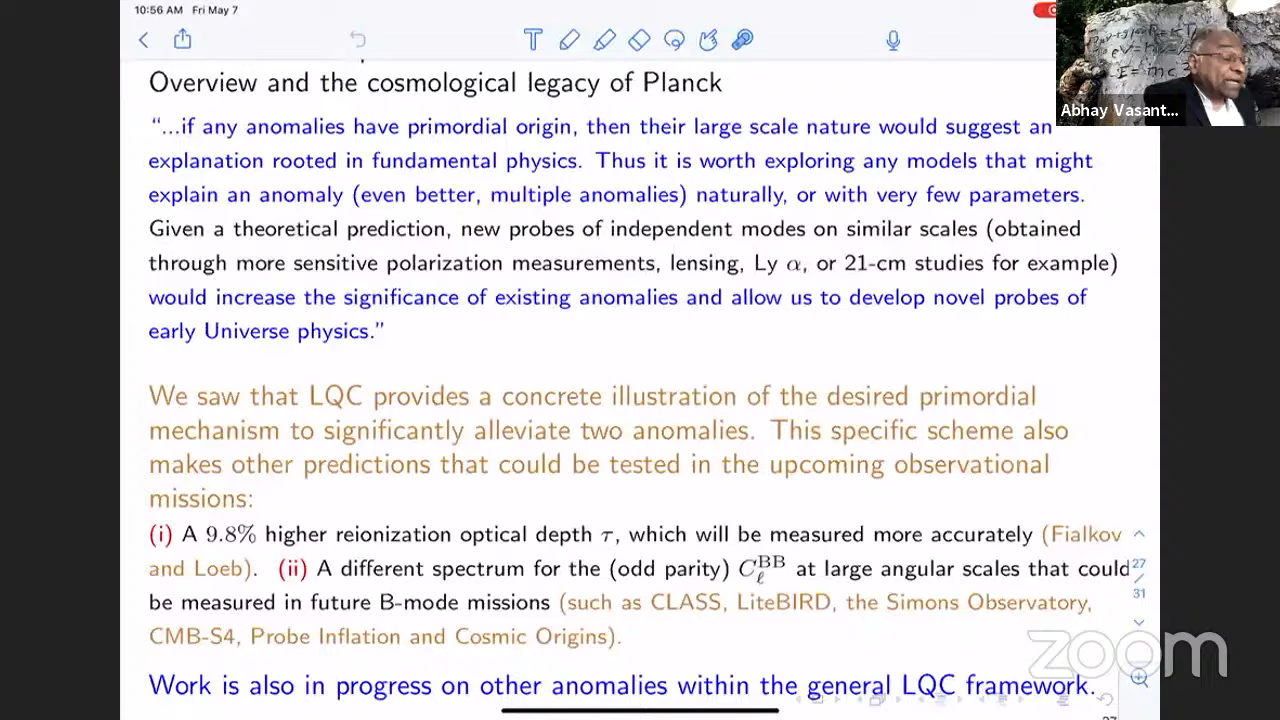 10:56 AM Fri May 7
Overview and the cosmological legacy of Planck
Abhay Vasant...
“...if any anomalies have primordial origin, then their large scale nature would suggest an
explanation rooted in fundamental physics. Thus it is worth exploring any models that might
explain an anomaly (even better, multiple anomalies) naturally, or with very few parameters.
Given a theoretical prediction, new probes of independent modes on similar scales (obtained
through more sensitive polarization measurements, lensing, Ly α, or 21-cm studies for example)
would increase the significance of existing anomalies and allow us to develop novel probes of
early Universe physics.”
We saw that LQC provides a concrete illustration of the desired primordial
mechanism to significantly alleviate two anomalies. This specific scheme also
makes other predictions that could be tested in the upcoming observational
missions:
(i) A 9.8% higher reionization optical depth τ, which will be measured more accurately (Fialkov
and Loeb). (ii) A different spectrum for the (odd parity) C_ℓ^BB at large angular scales that could
be measured in future B-mode missions (such as CLASS, LiteBIRD, the Simons Observatory,
CMB-S4, Probe Inflation and Cosmic Origins).
Work is also in progress on other anomalies within the general LQC framework.
27
31
zoom